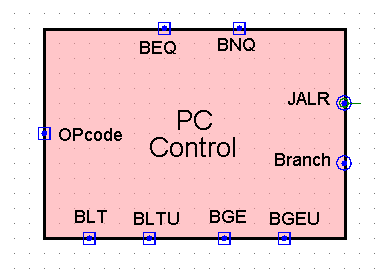 BEQ BNQ
JALR
OPcode
PC
Control
Branch
BLT BLTU BGE BGEU